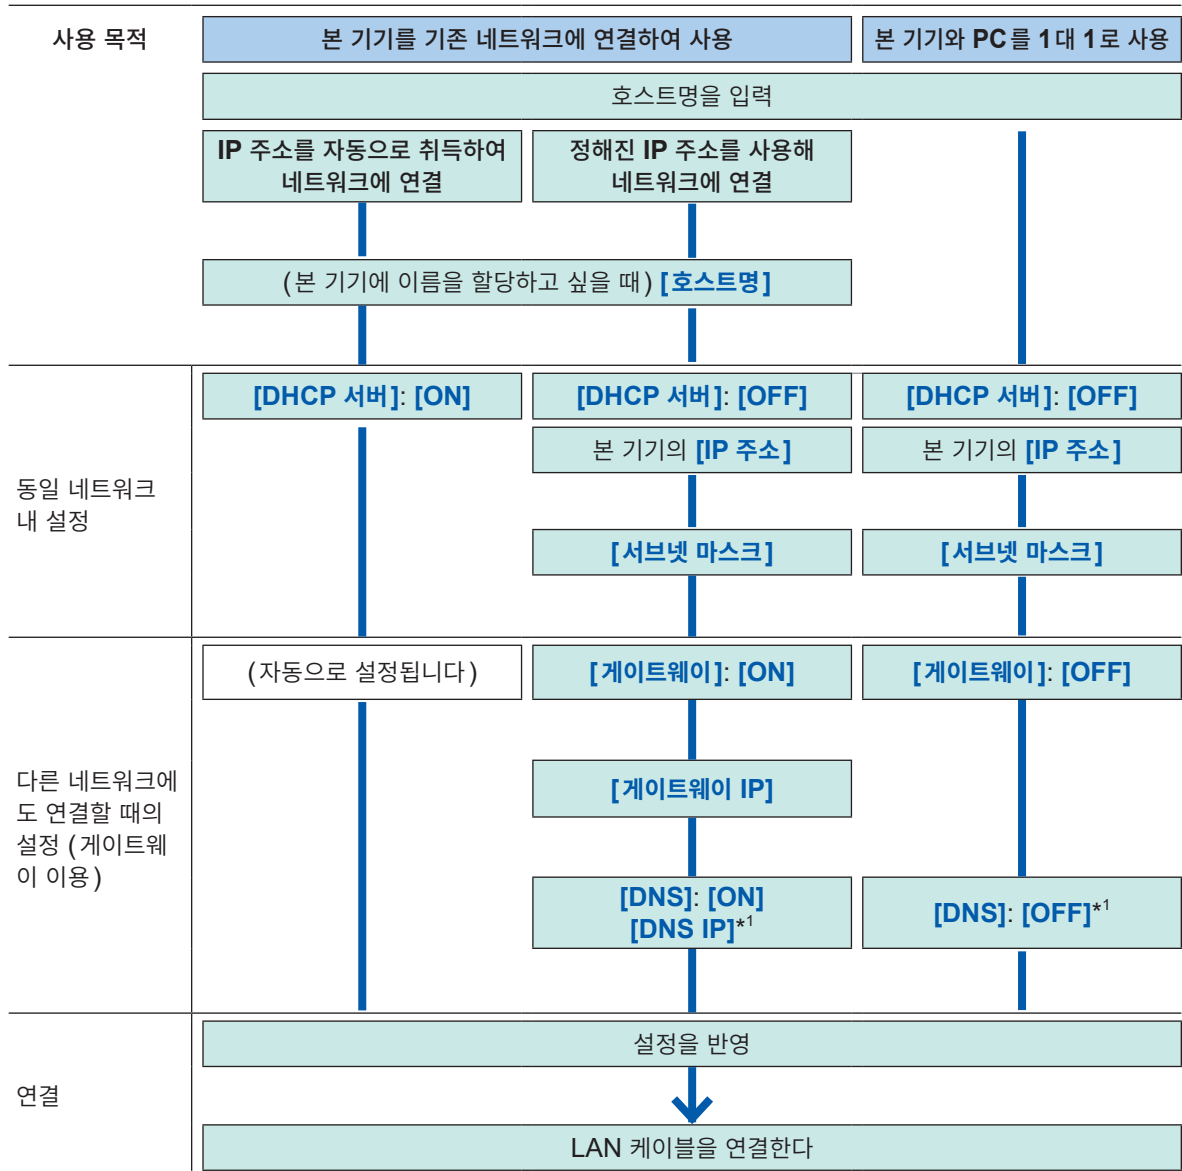 사용 목적
본 기기를 기존 네트워크에 연결하여 사용
본 기기와 PC를 1대 1로 사용
호스트명을 입력
IP 주소를 자동으로 취득하여
네트워크에 연결
정해진 IP 주소를 사용해
네트워크에 연결
(본 기기에 이름을 할당하고 싶을 때) [호스트명]
동일 네트워크
내 설정
[DHCP 서버]: [ON]
[DHCP 서버]: [OFF]
[DHCP 서버]: [OFF]
본 기기의 [IP 주소]
본 기기의 [IP 주소]
[서브넷 마스크]
[서브넷 마스크]
다른 네트워크에
도 연결할 때의
설정 (게이트웨
이 이용)
(자동으로 설정됩니다)
[게이트웨이]: [ON]
[게이트웨이]: [OFF]
[게이트웨이 IP]
[DNS]: [ON]
[DNS IP]*1
[DNS]: [OFF]*1
연결
설정을 반영
LAN 케이블을 연결한다